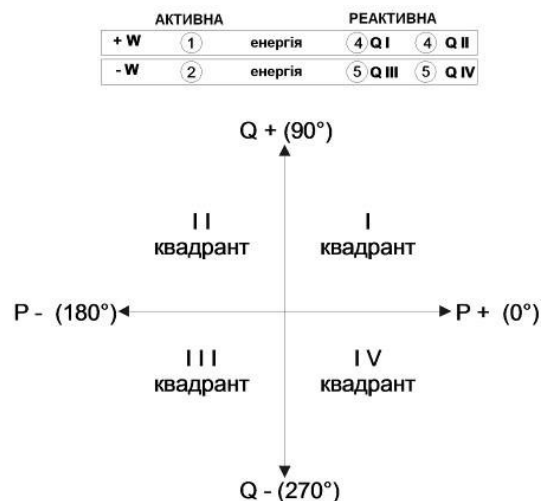 АКТИВНА РЕАКТИВНА
+ W 1 енергія 4 Q I 4 Q II
- W 2 енергія 5 Q III 5 Q IV
Q + (90°)
I I I
квадрант квадрант
P - (180°) P + (0°)
I I I I V
квадрант квадрант
Q - (270°)